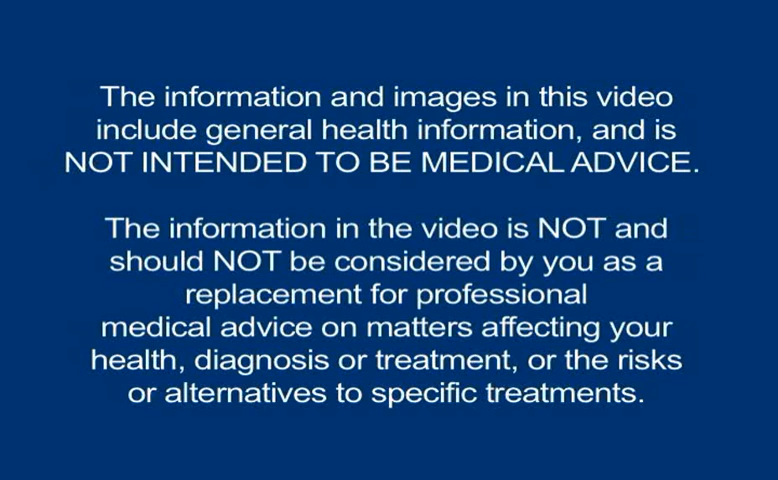 The information and images in this video
include general health information, and is
NOT INTENDED TO BE MEDICAL ADVICE.
The information in the video is NOT and
should NOT be considered by you as a
replacement for professional
medical advice on matters affecting your
health, diagnosis or treatment, or the risks
or alternatives to specific treatments.